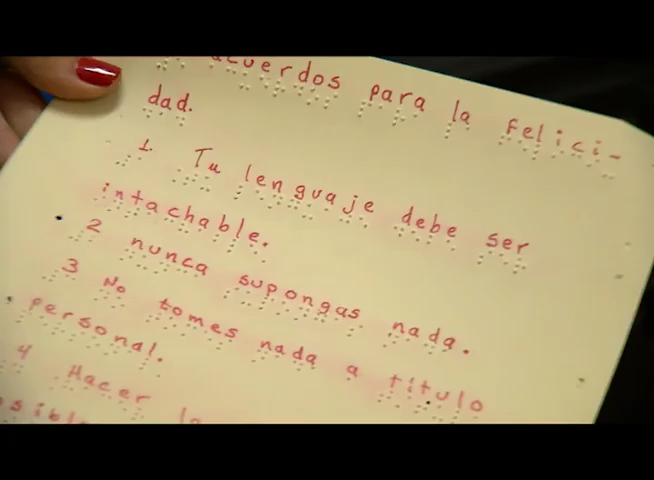 acuerdos para la felici-
dad.
1. Tu lenguaje debe ser
intachable.
2 nunca supongas nada.
3 No tomes nada a título
personal.
4 Hacer lo